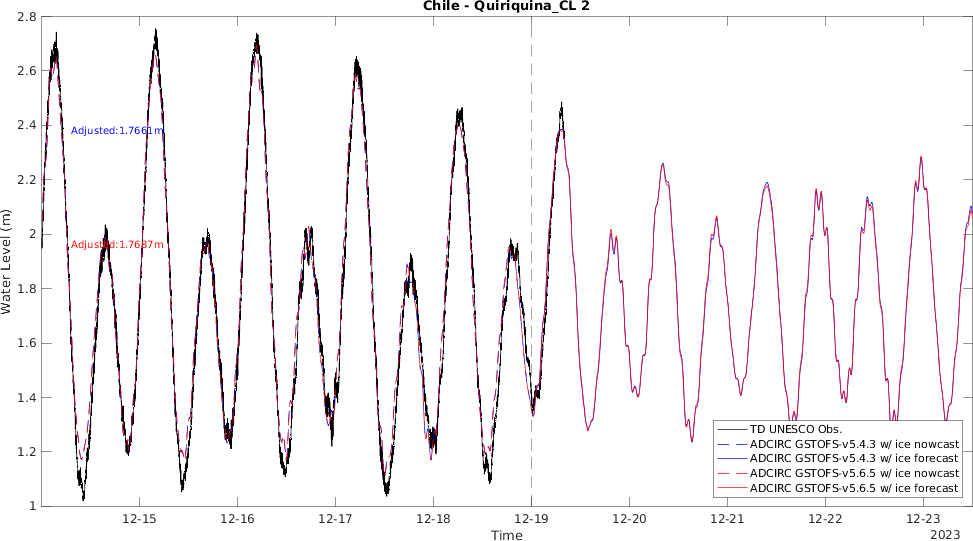 Chile - Quiriquina_CL 2
2.8
2.6
2.4
2.2
2
1.8
1.6
1.4
1.2
1
Water Level (m)
Adjusted:1.7661m
Adjusted:1.7687m
TD UNESCO Obs.
ADCIRC GSTOFS-v5.4.3 w/ ice nowcast
ADCIRC GSTOFS-v5.4.3 w/ ice forecast
ADCIRC GSTOFS-v5.6.5 w/ ice nowcast
ADCIRC GSTOFS-v5.6.5 w/ ice forecast
12-15 12-16 12-17 12-18 12-19 12-20 12-21 12-22 12-23
Time
2023